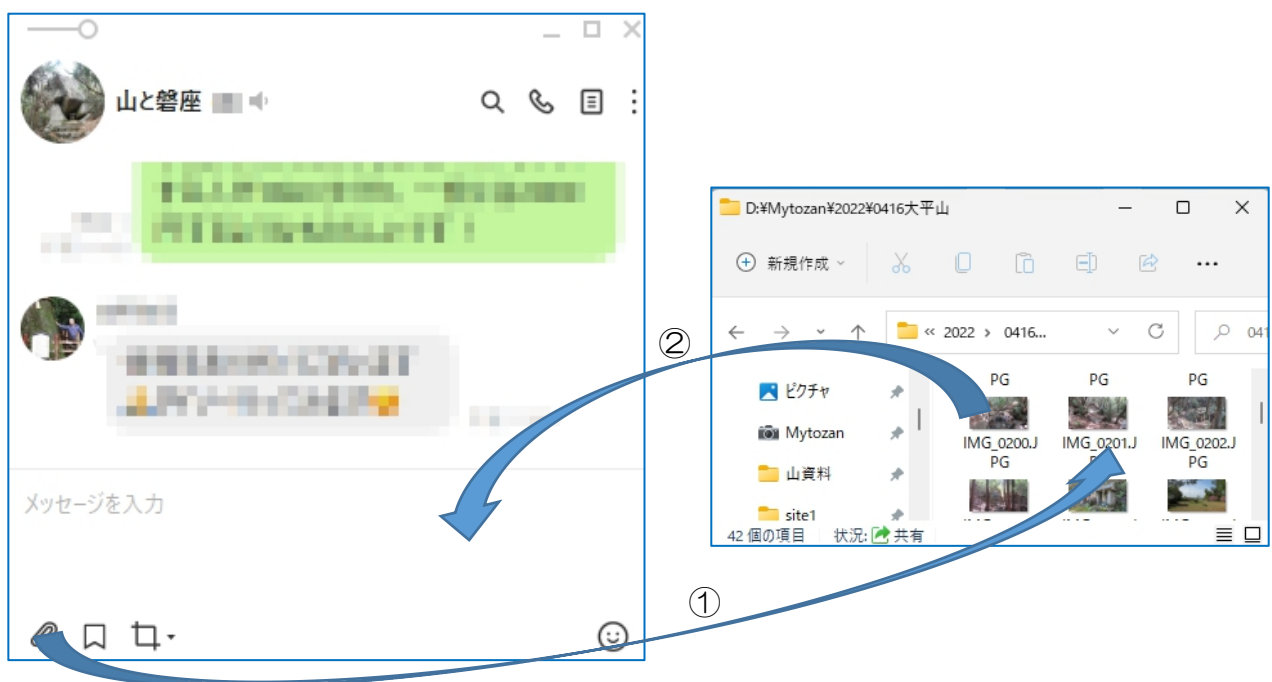 山と磐座
メッセージを入力
②
①
D:¥Mytozan¥2022¥0416大平山
新規作成
« 2022 › 0416...
041
ピクチャ
Mytozan
山資料
site1
PG PG PG
IMG_0200.J IMG_0201.J IMG_0202.J
PG PG
42 個の項目 状況: 共有